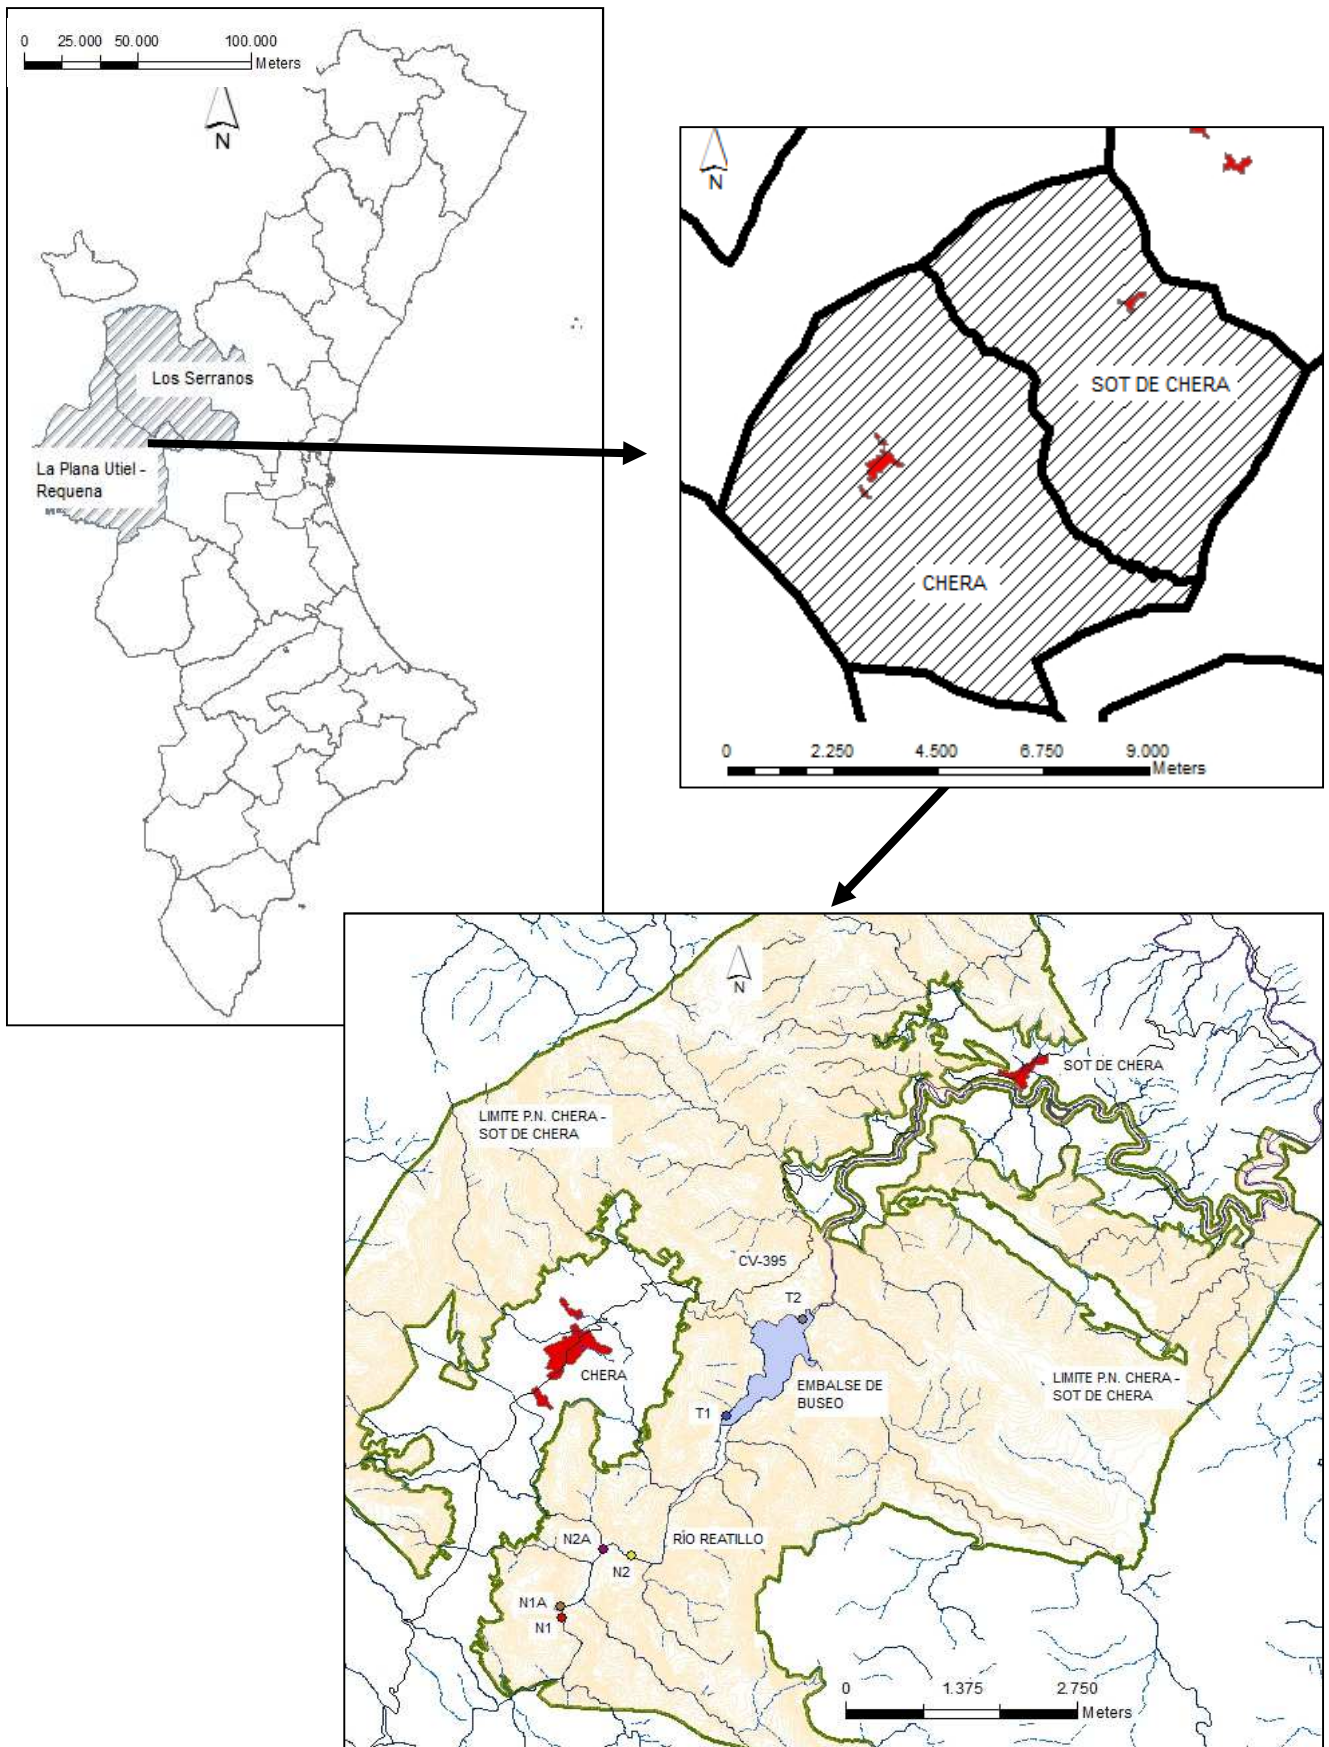 0 25.000 50.000 100.000
Meters
N
Los Serranos
La Plana Utiel -
Requena
N
SOT DE CHERA
CHERA
0 2.250 4.500 6.750 9.000
Meters
N
SOT DE CHERA
LIMITE P.N. CHERA -
SOT DE CHERA
CV-395
T2
CHERA
EMBALSE DE
BUSEO
LIMITE P.N. CHERA -
SOT DE CHERA
T1
N2A
RÍO REATILLO
N2
N1A
N1
0 1.375 2.750
Meters